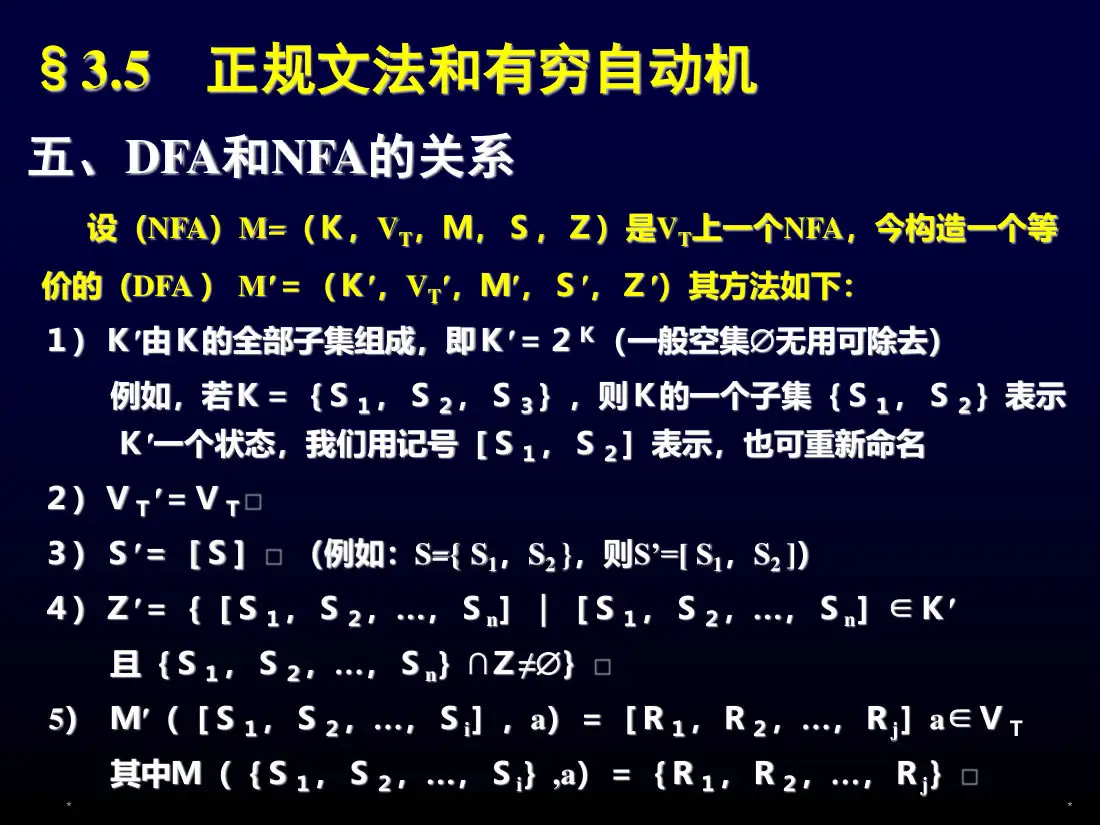 §3.5 正规文法和有穷自动机
五、DFA和NFA的关系
设（NFA）M=（K，VT，M，S，Z）是VT上一个NFA，今构造一个等
价的（DFA） M′=（K′，VT′，M′，S′，Z′）其方法如下：
1）K′由K的全部子集组成，即K′=2K（一般空集∅无用可除去）
例如，若K={S1，S2，S3}，则K的一个子集{S1，S2}表示
K′一个状态，我们用记号[S1，S2]表示，也可重新命名
2）VT′=VT□
3）S′=[S]□（例如：S={ S1，S2 }，则S’=[ S1，S2 ]）
4）Z′={[S1，S2，…，Sn]|[S1，S2，…，Sn]∈K′
且{S1，S2，…，Sn}∩Z≠∅}□
5） M′（[S1，S2，…，Si]，a）=[R1，R2，…，Rj] a∈VT
其中M（{S1，S2，…，Si},a）={R1，R2，…，Rj}□
* *